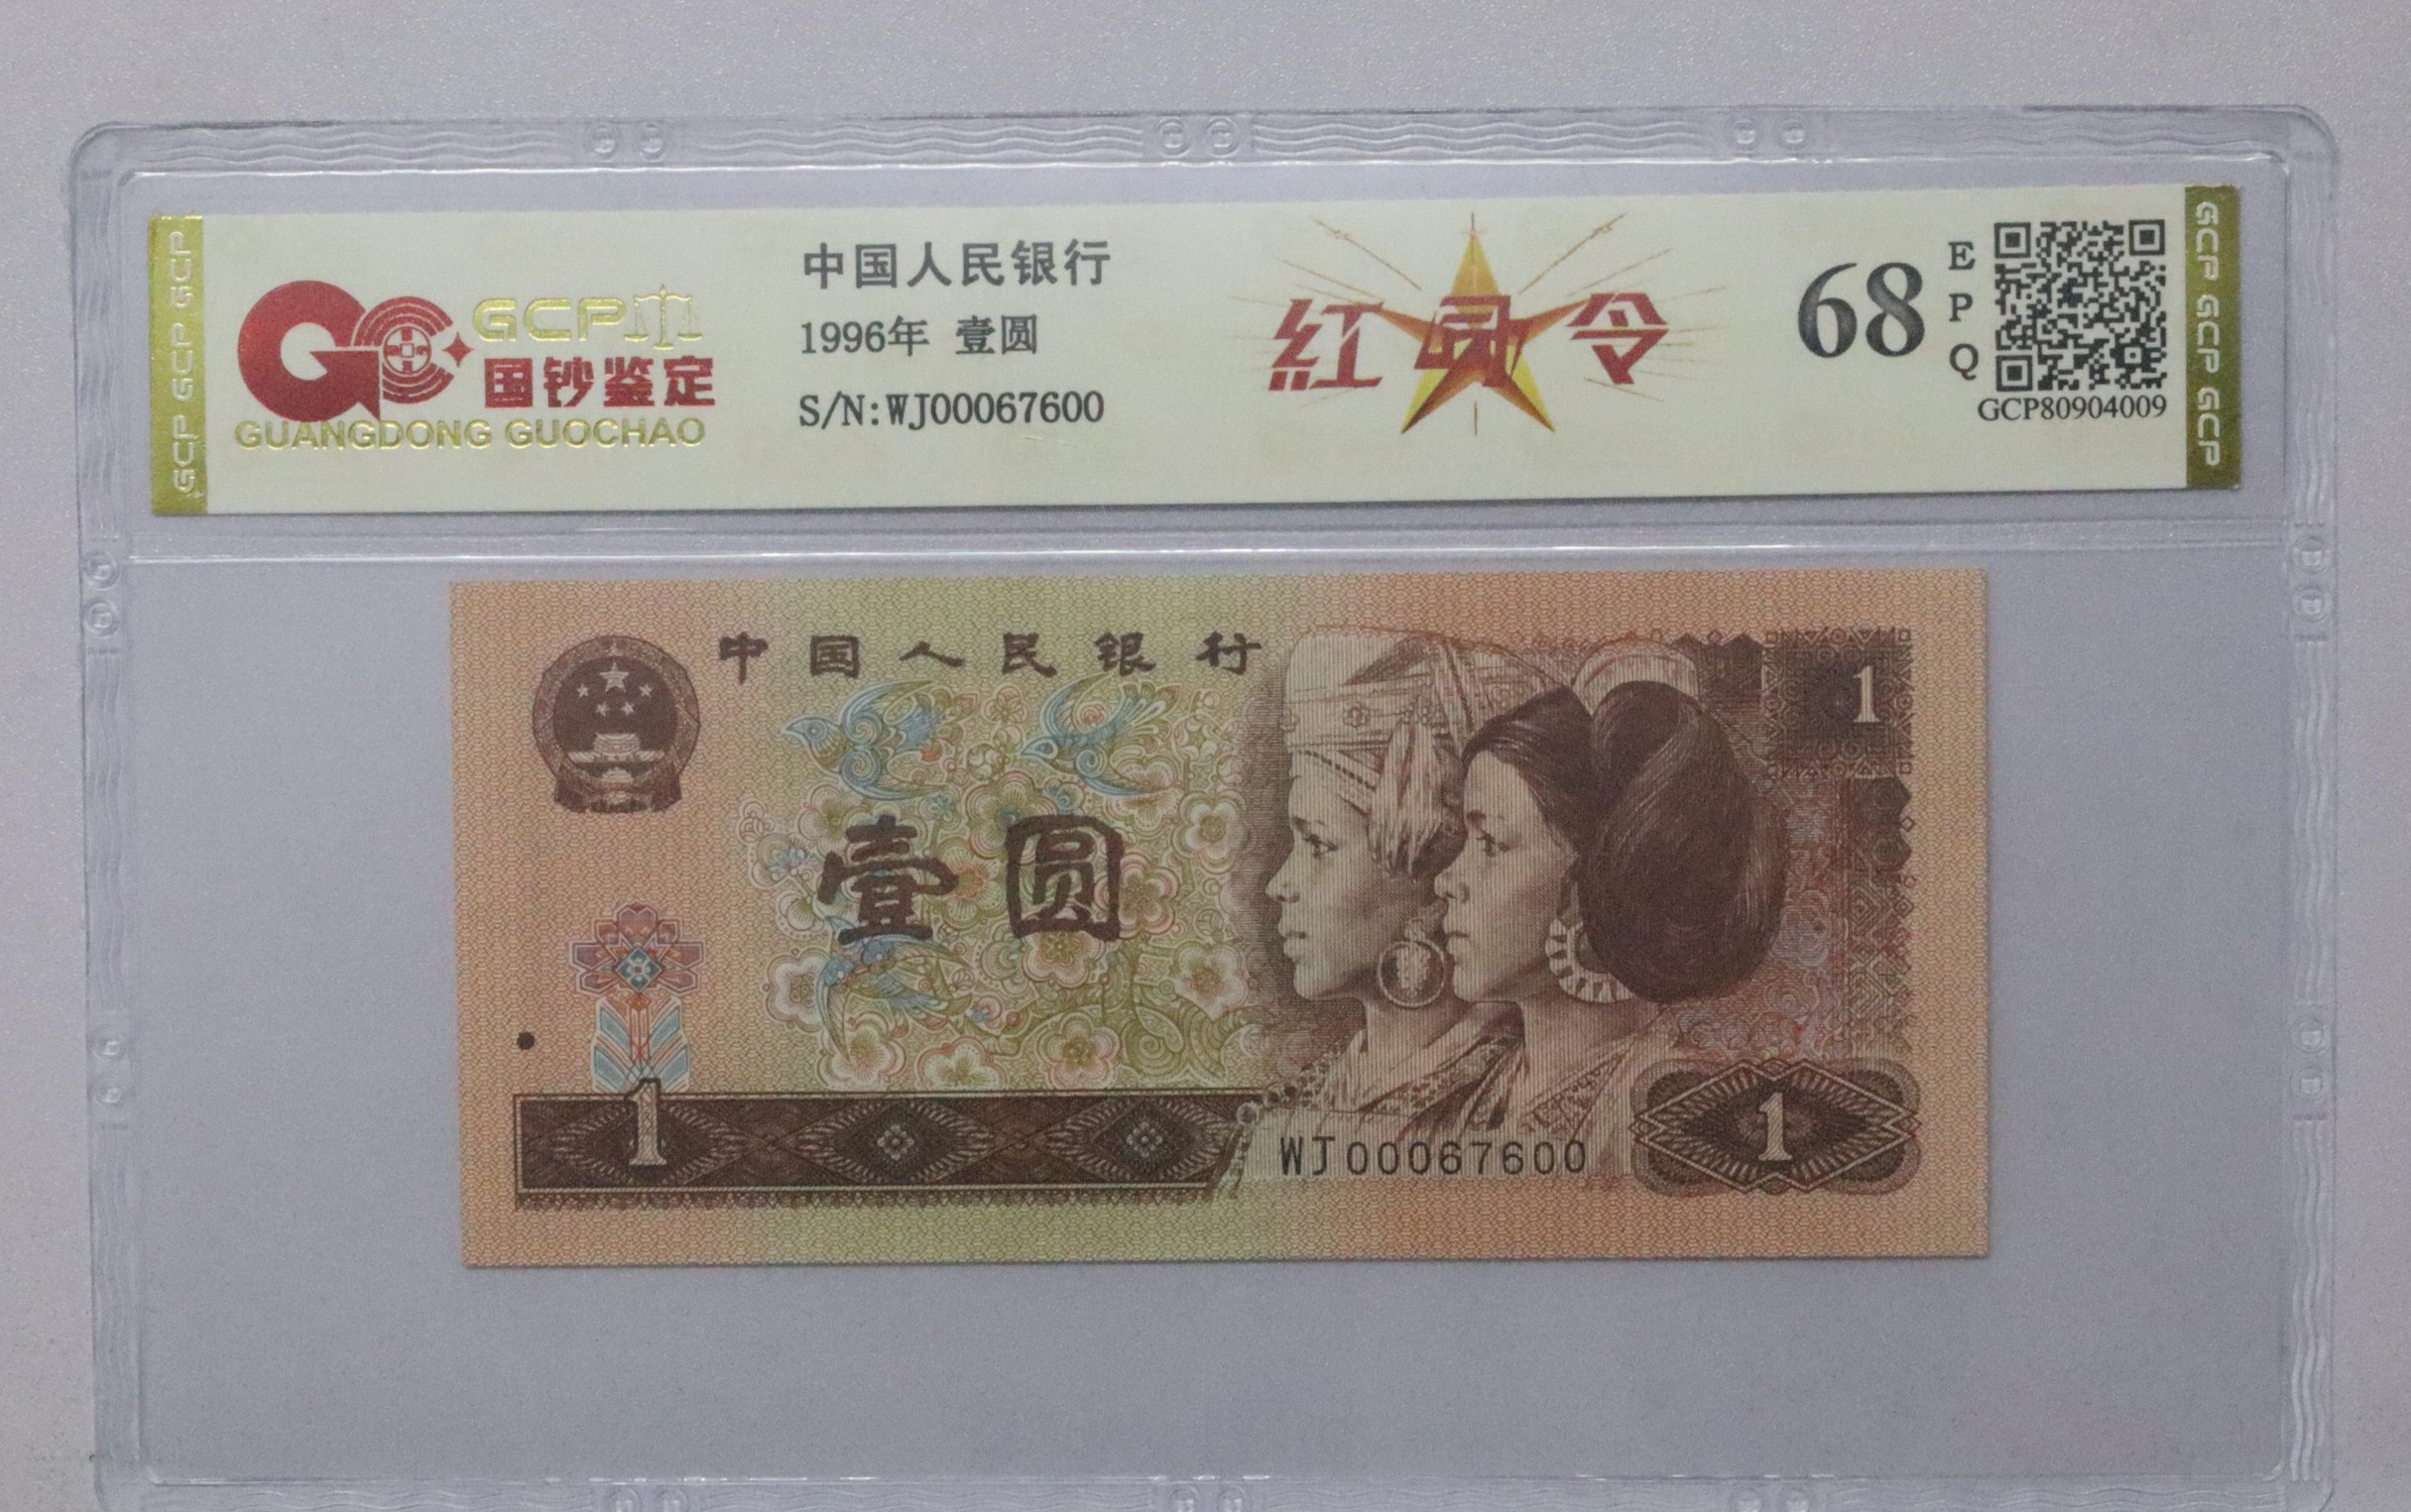 GCP
国钞鉴定
GUANGDONG GUOCHAO
中国人民银行
1996年 壹圆
S/N:WJ00067600
紅 令
68
EPQ
GCP80904009
GCP GCP GCP
GCP GCP GCP
中国人民银行
1
壹圆
1
WJ00067600
1